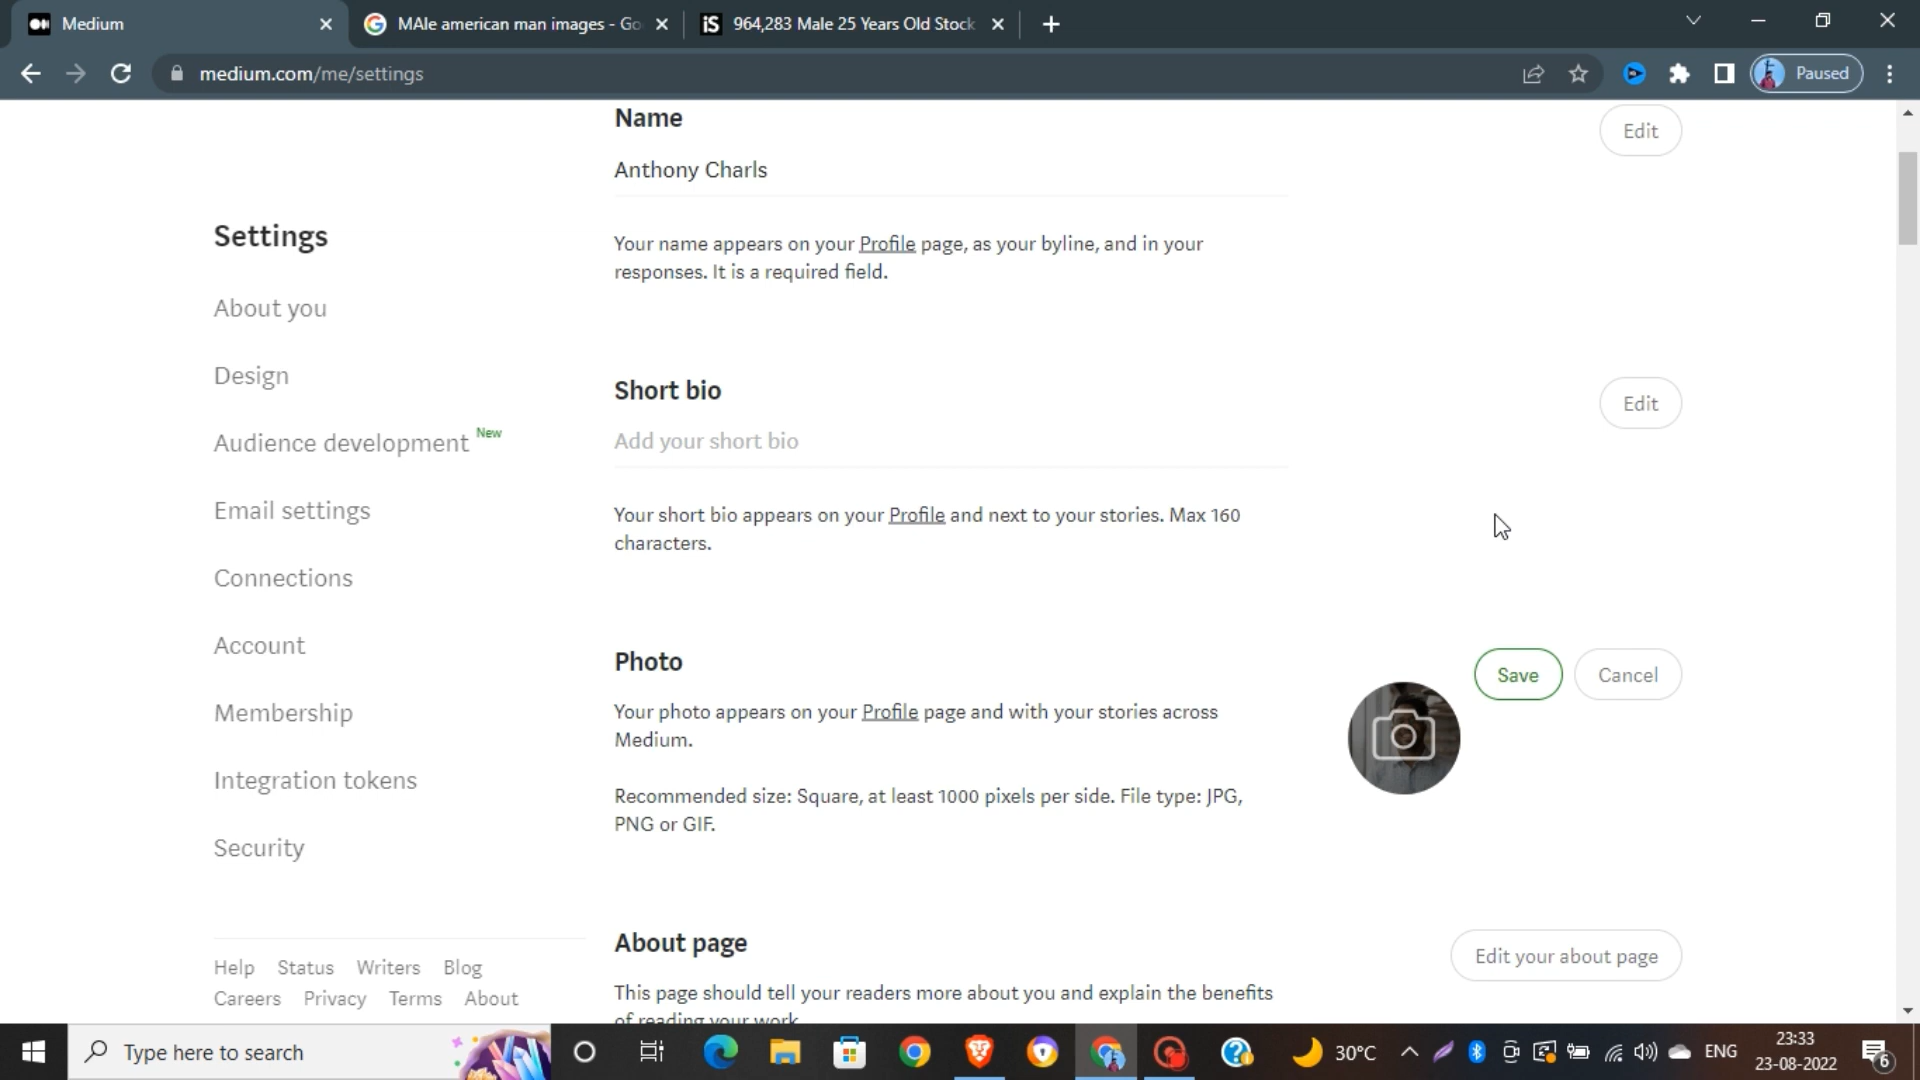 Medium
MAle american man images - Go
iS
964,283 Male 25 Years Old Stock
medium.com/me/settings
Paused
Name
Edit
Anthony Charls
Your name appears on your Profile page, as your byline, and in your
responses. It is a required field.
Settings
About you
Design
Audience development New
Email settings
Connections
Account
Membership
Integration tokens
Security
Short bio
Edit
Add your short bio
Your short bio appears on your Profile and next to your stories. Max 160
characters.
Photo
Save
Cancel
Your photo appears on your Profile page and with your stories across
Medium.
Recommended size: Square, at least 1000 pixels per side. File type: JPG,
PNG or GIF.
About page
Edit your about page
This page should tell your readers more about you and explain the benefits
of reading your work
Help Status Writers Blog
Careers Privacy Terms About
Type here to search
30°C
ENG
23:33
23-08-2022
6